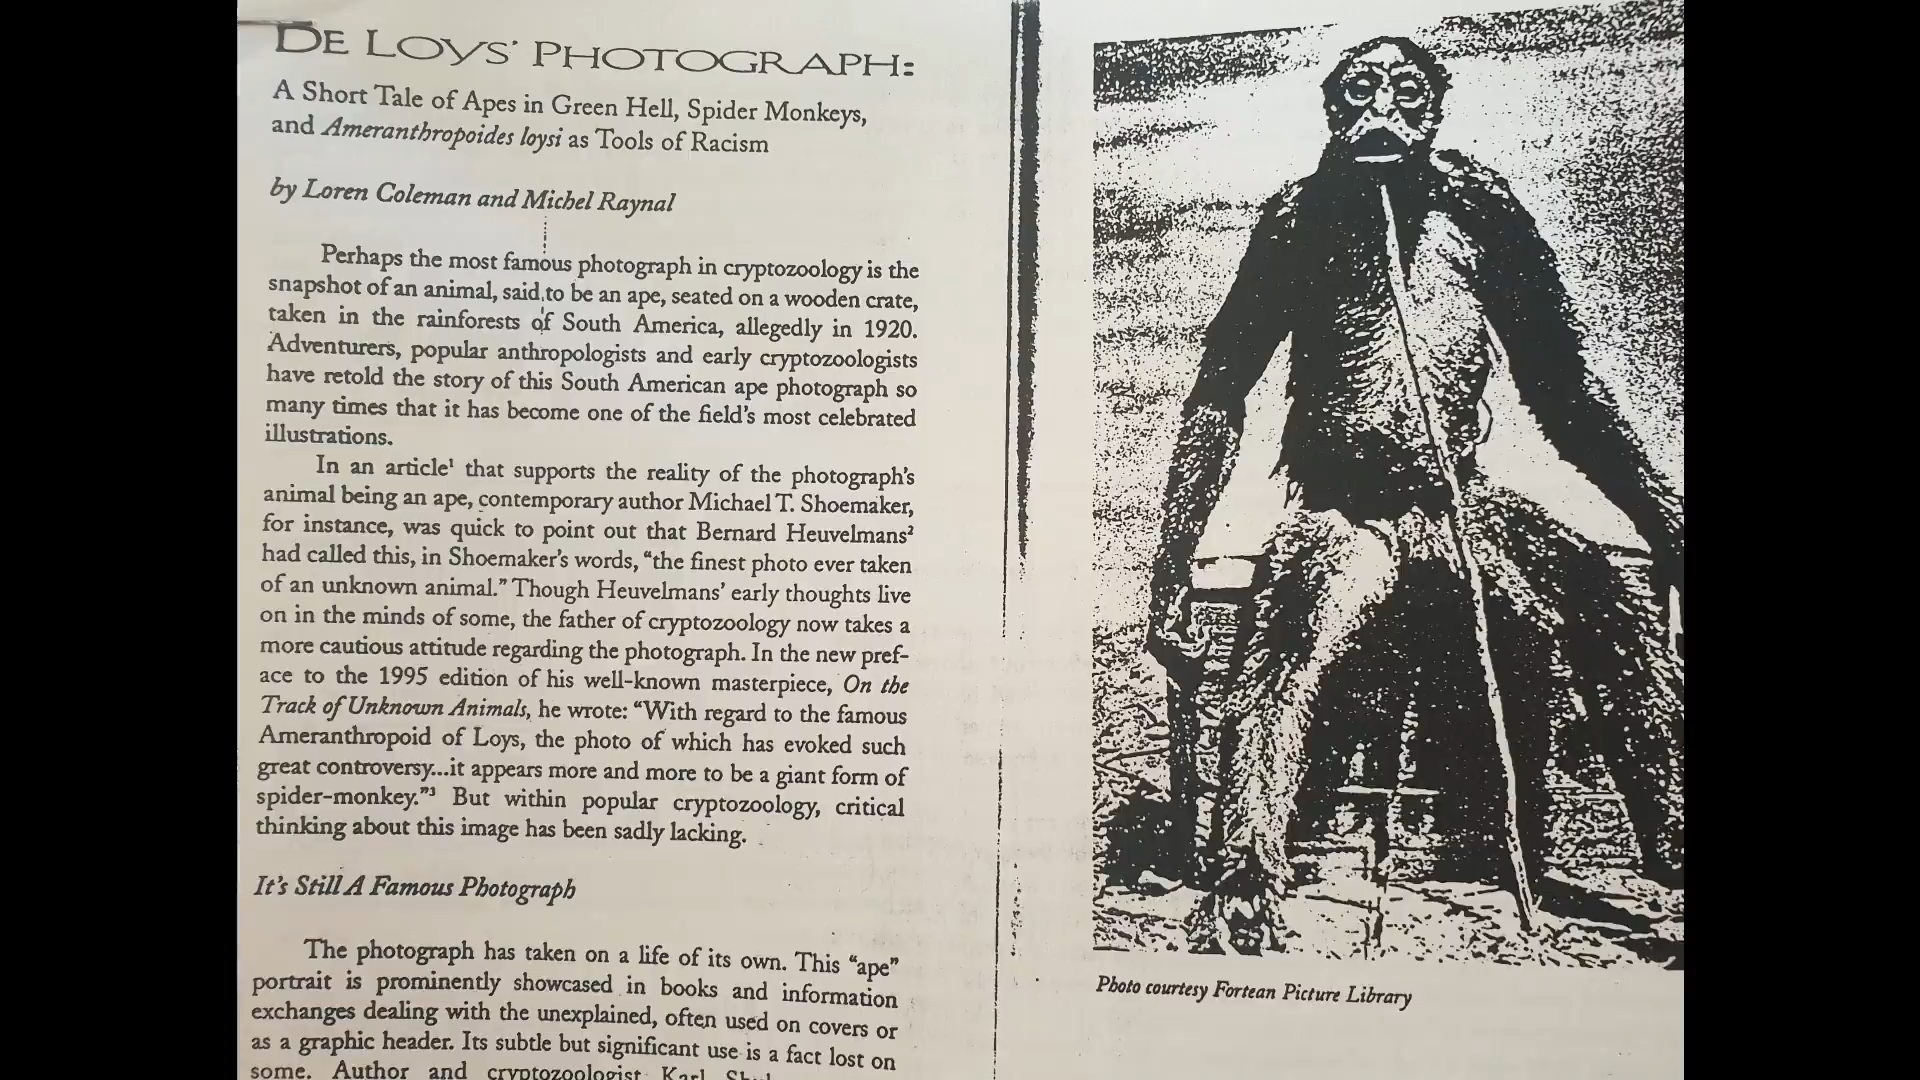 DE LOYS' PHOTOGRAPH:
A Short Tale of Apes in Green Hell, Spider Monkeys,
and Ameranthropoides loysi as Tools of Racism
by Loren Coleman and Michel Raynal
Perhaps the most famous photograph in cryptozoology is the
snapshot of an animal, said to be an ape, seated on a wooden crate,
taken in the rainforests of South America, allegedly in 1920.
Adventurers, popular anthropologists and early cryptozoologists
have retold the story of this South American ape photograph so
many times that it has become one of the field's most celebrated
illustrations.
In an article¹ that supports the reality of the photograph's
animal being an ape, contemporary author Michael T. Shoemaker,
for instance, was quick to point out that Bernard Heuvelmans²
had called this, in Shoemaker's words, “the finest photo ever taken
of an unknown animal.” Though Heuvelmans' early thoughts live
on in the minds of some, the father of cryptozoology now takes a
more cautious attitude regarding the photograph. In the new pref-
ace to the 1995 edition of his well-known masterpiece, On the
Track of Unknown Animals, he wrote: “With regard to the famous
Ameranthropoid of Loys, the photo of which has evoked such
great controversy...it appears more and more to be a giant form of
spider-monkey.”³ But within popular cryptozoology, critical
thinking about this image has been sadly lacking.
It's Still A Famous Photograph
The photograph has taken on a life of its own. This “ape”
portrait is prominently showcased in books and information
exchanges dealing with the unexplained, often used on covers or
as a graphic header. Its subtle but significant use is a fact lost on
some. Author and cryptozoologist Karl
Photo courtesy Fortean Picture Library